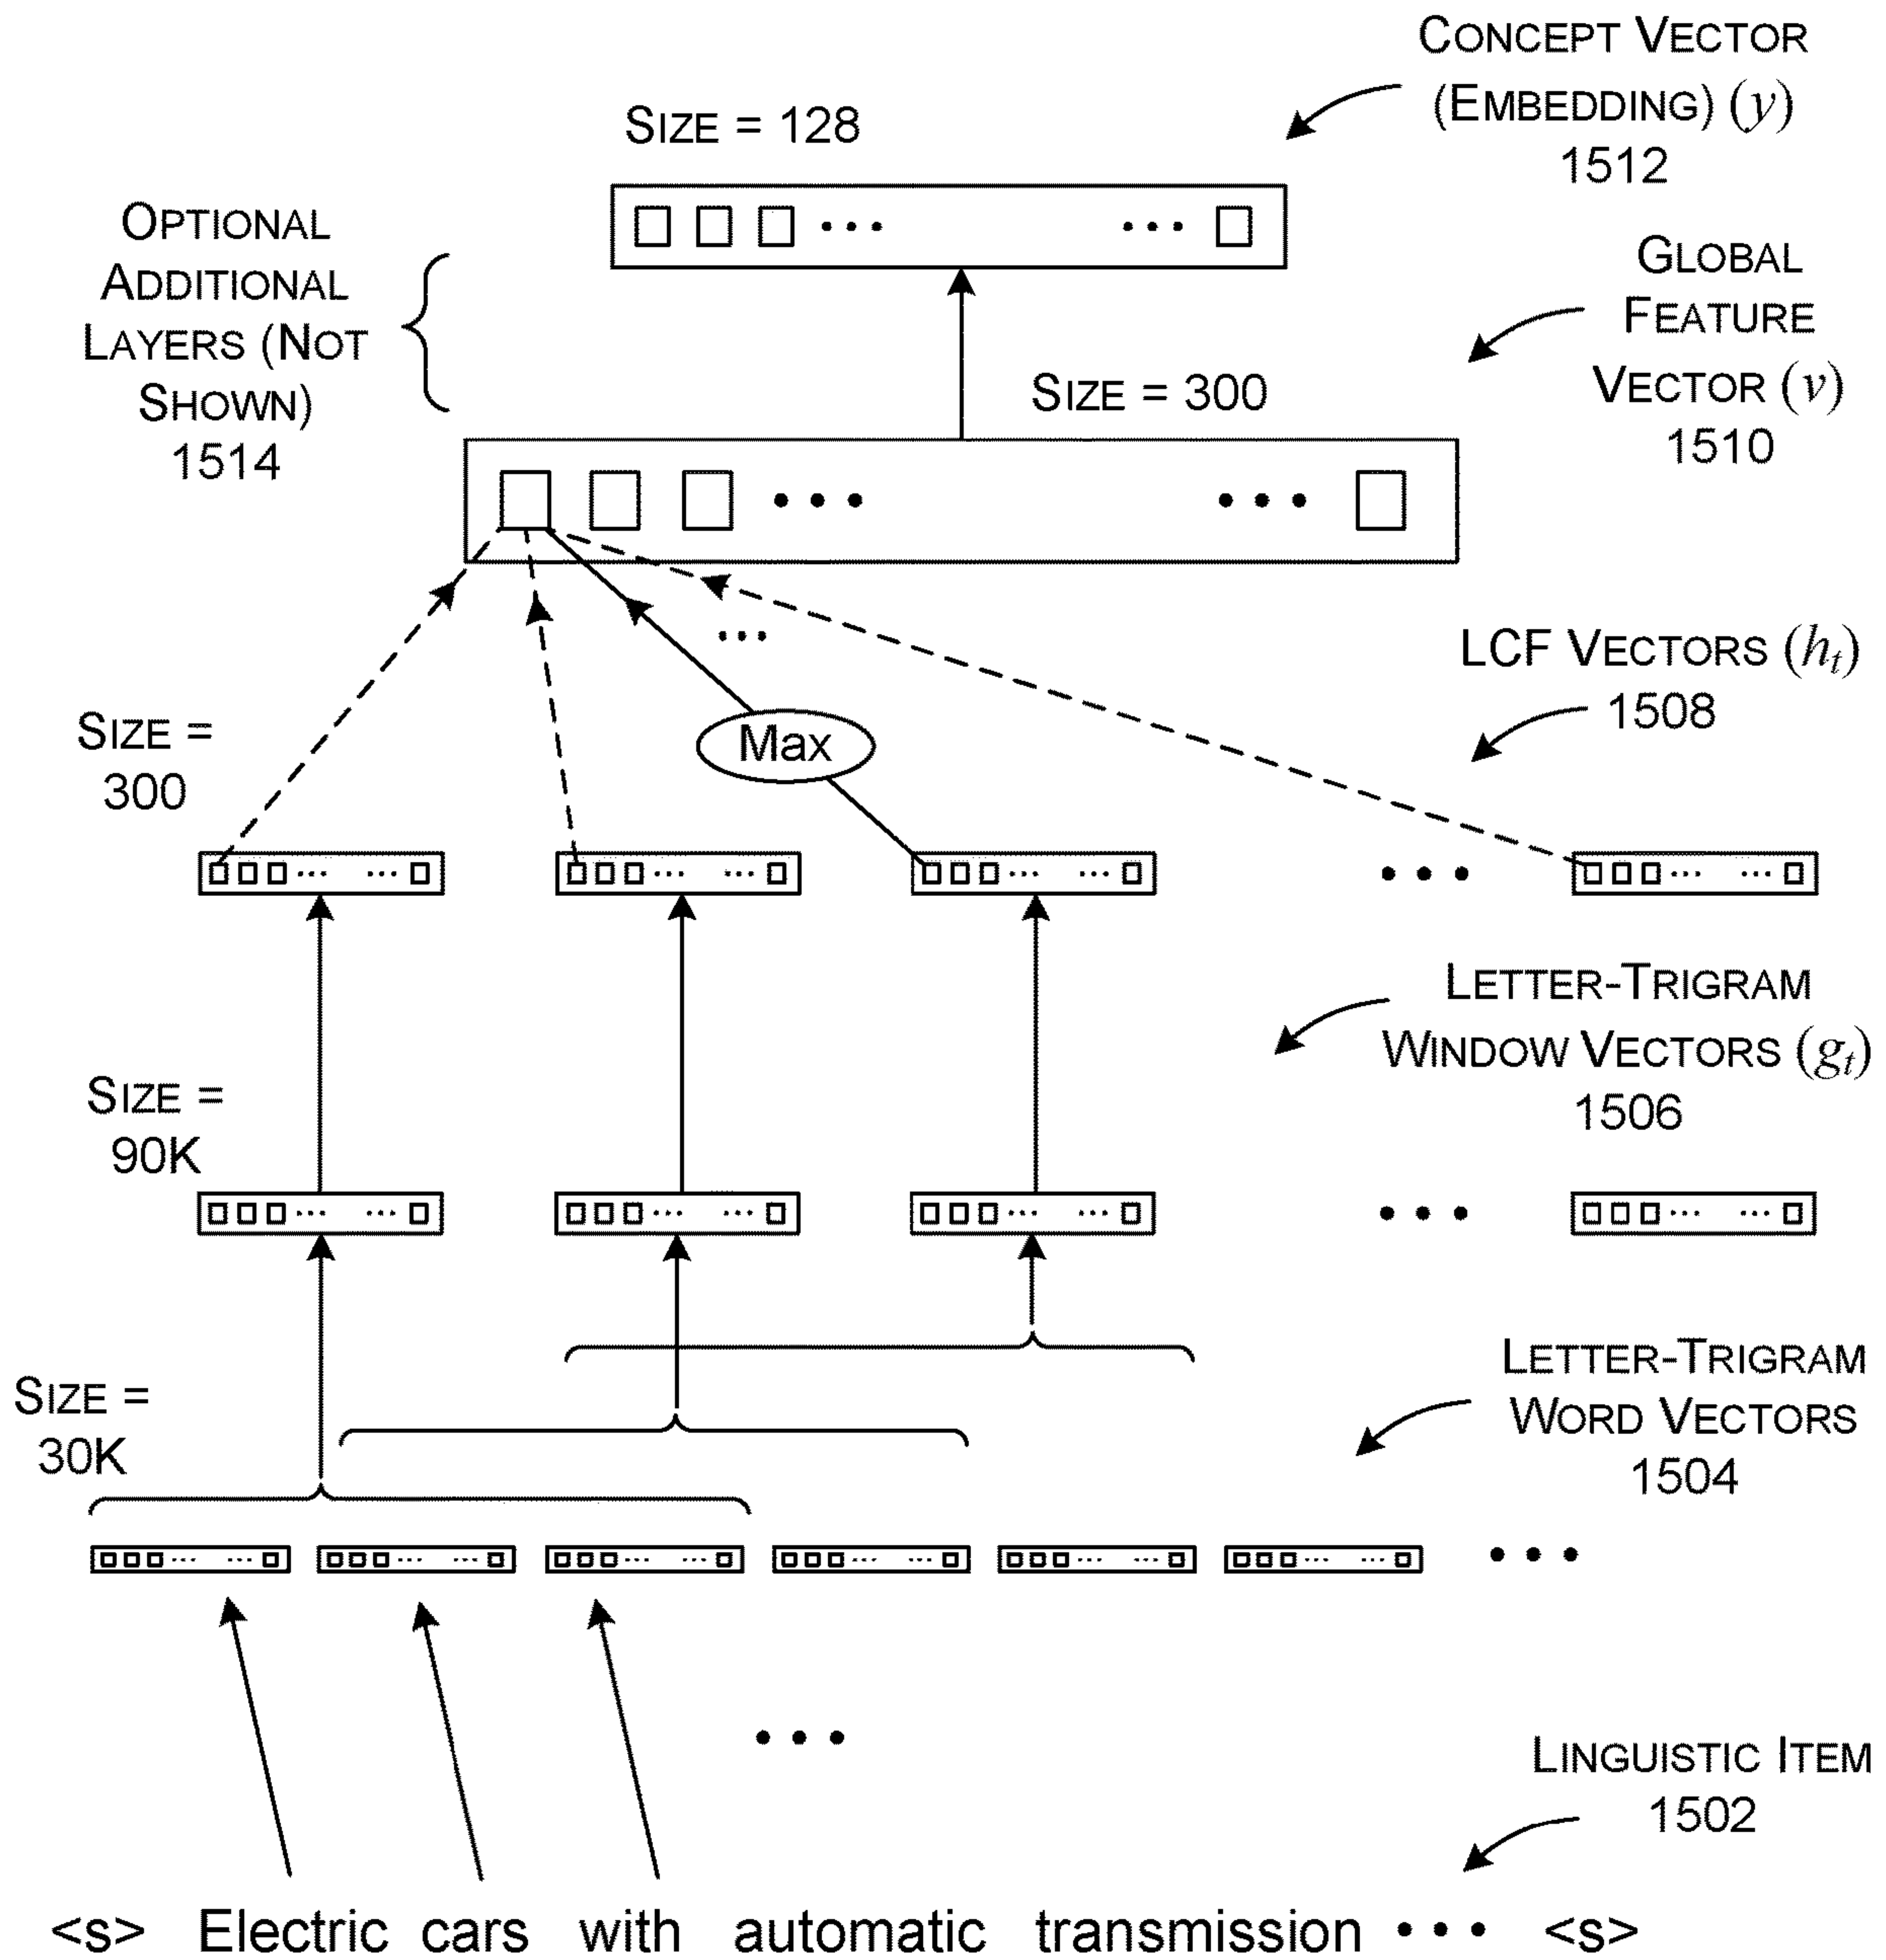 CONCEPT VECTOR
(EMBEDDING) (y)
1512
SIZE = 128
OPTIONAL
ADDITIONAL
LAYERS (NOT
SHOWN)
1514
GLOBAL
FEATURE
VECTOR (v)
1510
SIZE = 300
LCF VECTORS (hₜ)
1508
SIZE =
300
Max
LETTER-TRIGRAM
WINDOW VECTORS (gₜ)
1506
SIZE =
90K
LETTER-TRIGRAM
WORD VECTORS
1504
SIZE =
30K
LINGUISTIC ITEM
1502
<s> Electric cars with automatic transmission • • • <s>